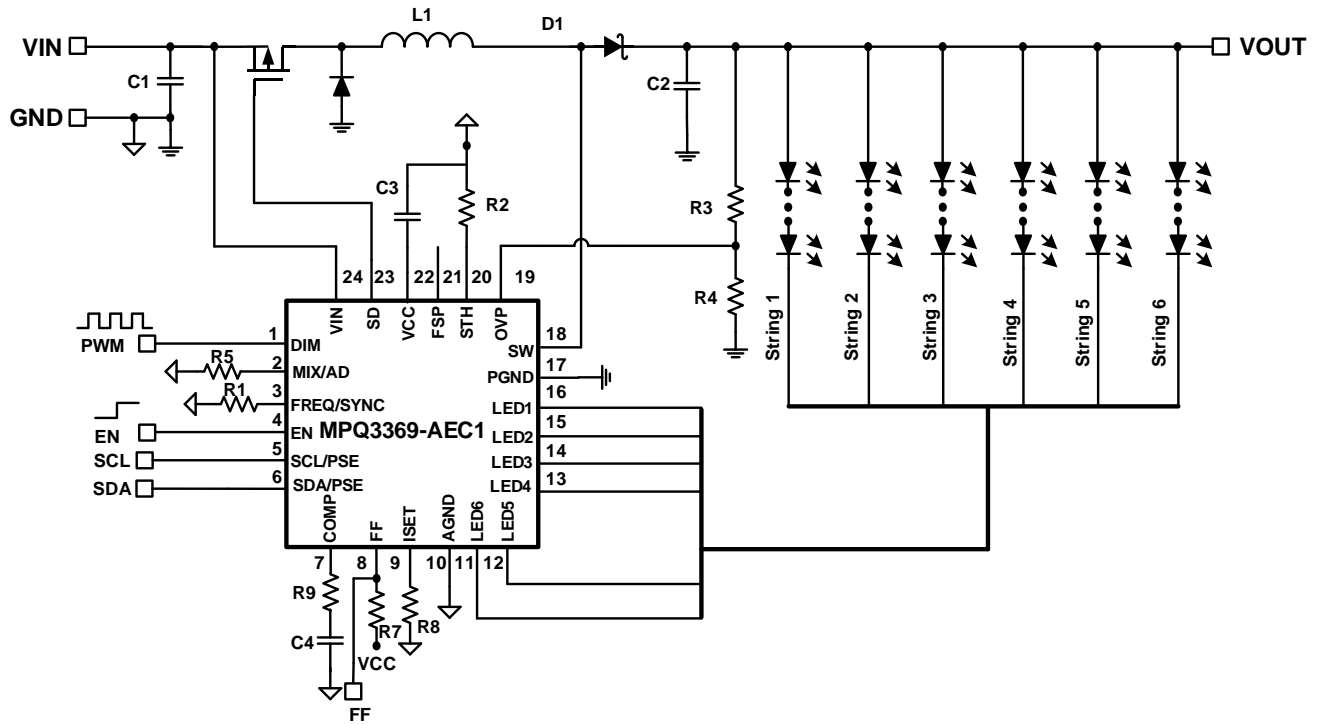 L1
D1
VIN
VOUT
C1
C2
GND
C3
R2
R3
24 23 22 21 20 19
R4
String 1
String 2
String 3
String 4
String 5
String 6
VIN
SD
VCC
FSP
STH
OVP
PWM
1
DIM
18
SW
R5
2
MIX/AD
17
PGND
R1
3
FREQ/SYNC
16
LED1
EN
4
EN
MPQ3369-AEC1
15
LED2
SCL
5
SCL/PSE
14
LED3
SDA
6
SDA/PSE
13
LED4
COMP
FF
ISET
AGND
LED6
LED5
7 8 9 10 11 12
R9
R7
R8
C4
VCC
FF